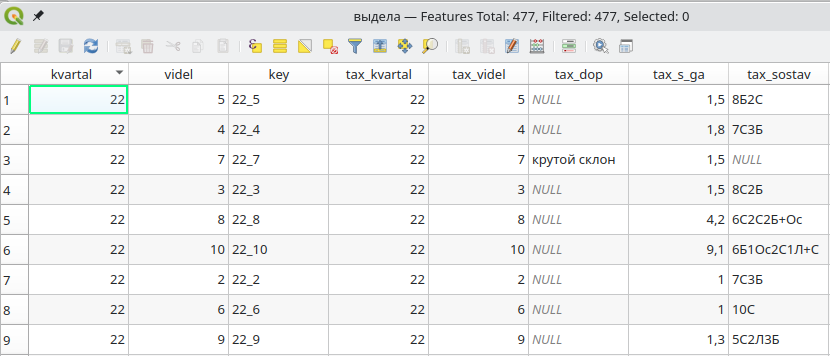 выдела — Features Total: 477, Filtered: 477, Selected: 0
kvartal videl key tax_kvartal tax_videl tax_dop tax_s_ga tax_sostav
1 22 5 22_5 22 5 NULL 1,5 8Б2С
2 22 4 22_4 22 4 NULL 1,8 7С3Б
3 22 7 22_7 22 7 крутой склон 1,5 NULL
4 22 3 22_3 22 3 NULL 1,5 8С2Б
5 22 8 22_8 22 8 NULL 4,2 6С2С2Б+Ос
6 22 10 22_10 22 10 NULL 9,1 6Б1Ос2С1Л+С
7 22 2 22_2 22 2 NULL 1 7С3Б
8 22 6 22_6 22 6 NULL 1 10С
9 22 9 22_9 22 9 NULL 1,3 5С2Л3Б